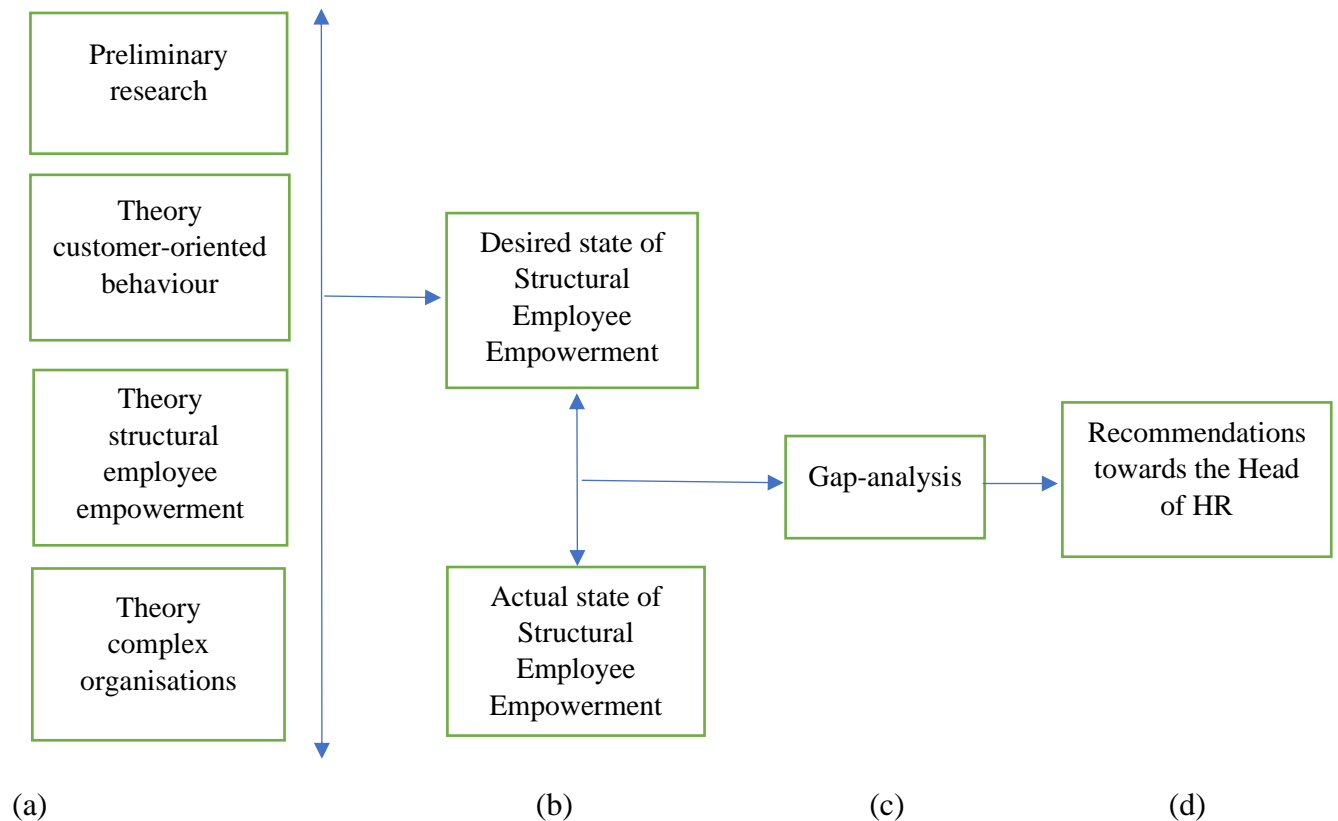 Preliminary
research
Theory
customer-oriented
behaviour
Theory
structural
employee
empowerment
Theory
complex
organisations
Desired state of
Structural
Employee
Empowerment
Actual state of
Structural
Employee
Empowerment
Gap-analysis
Recommendations
towards the Head
of HR
(a) (b) (c) (d)